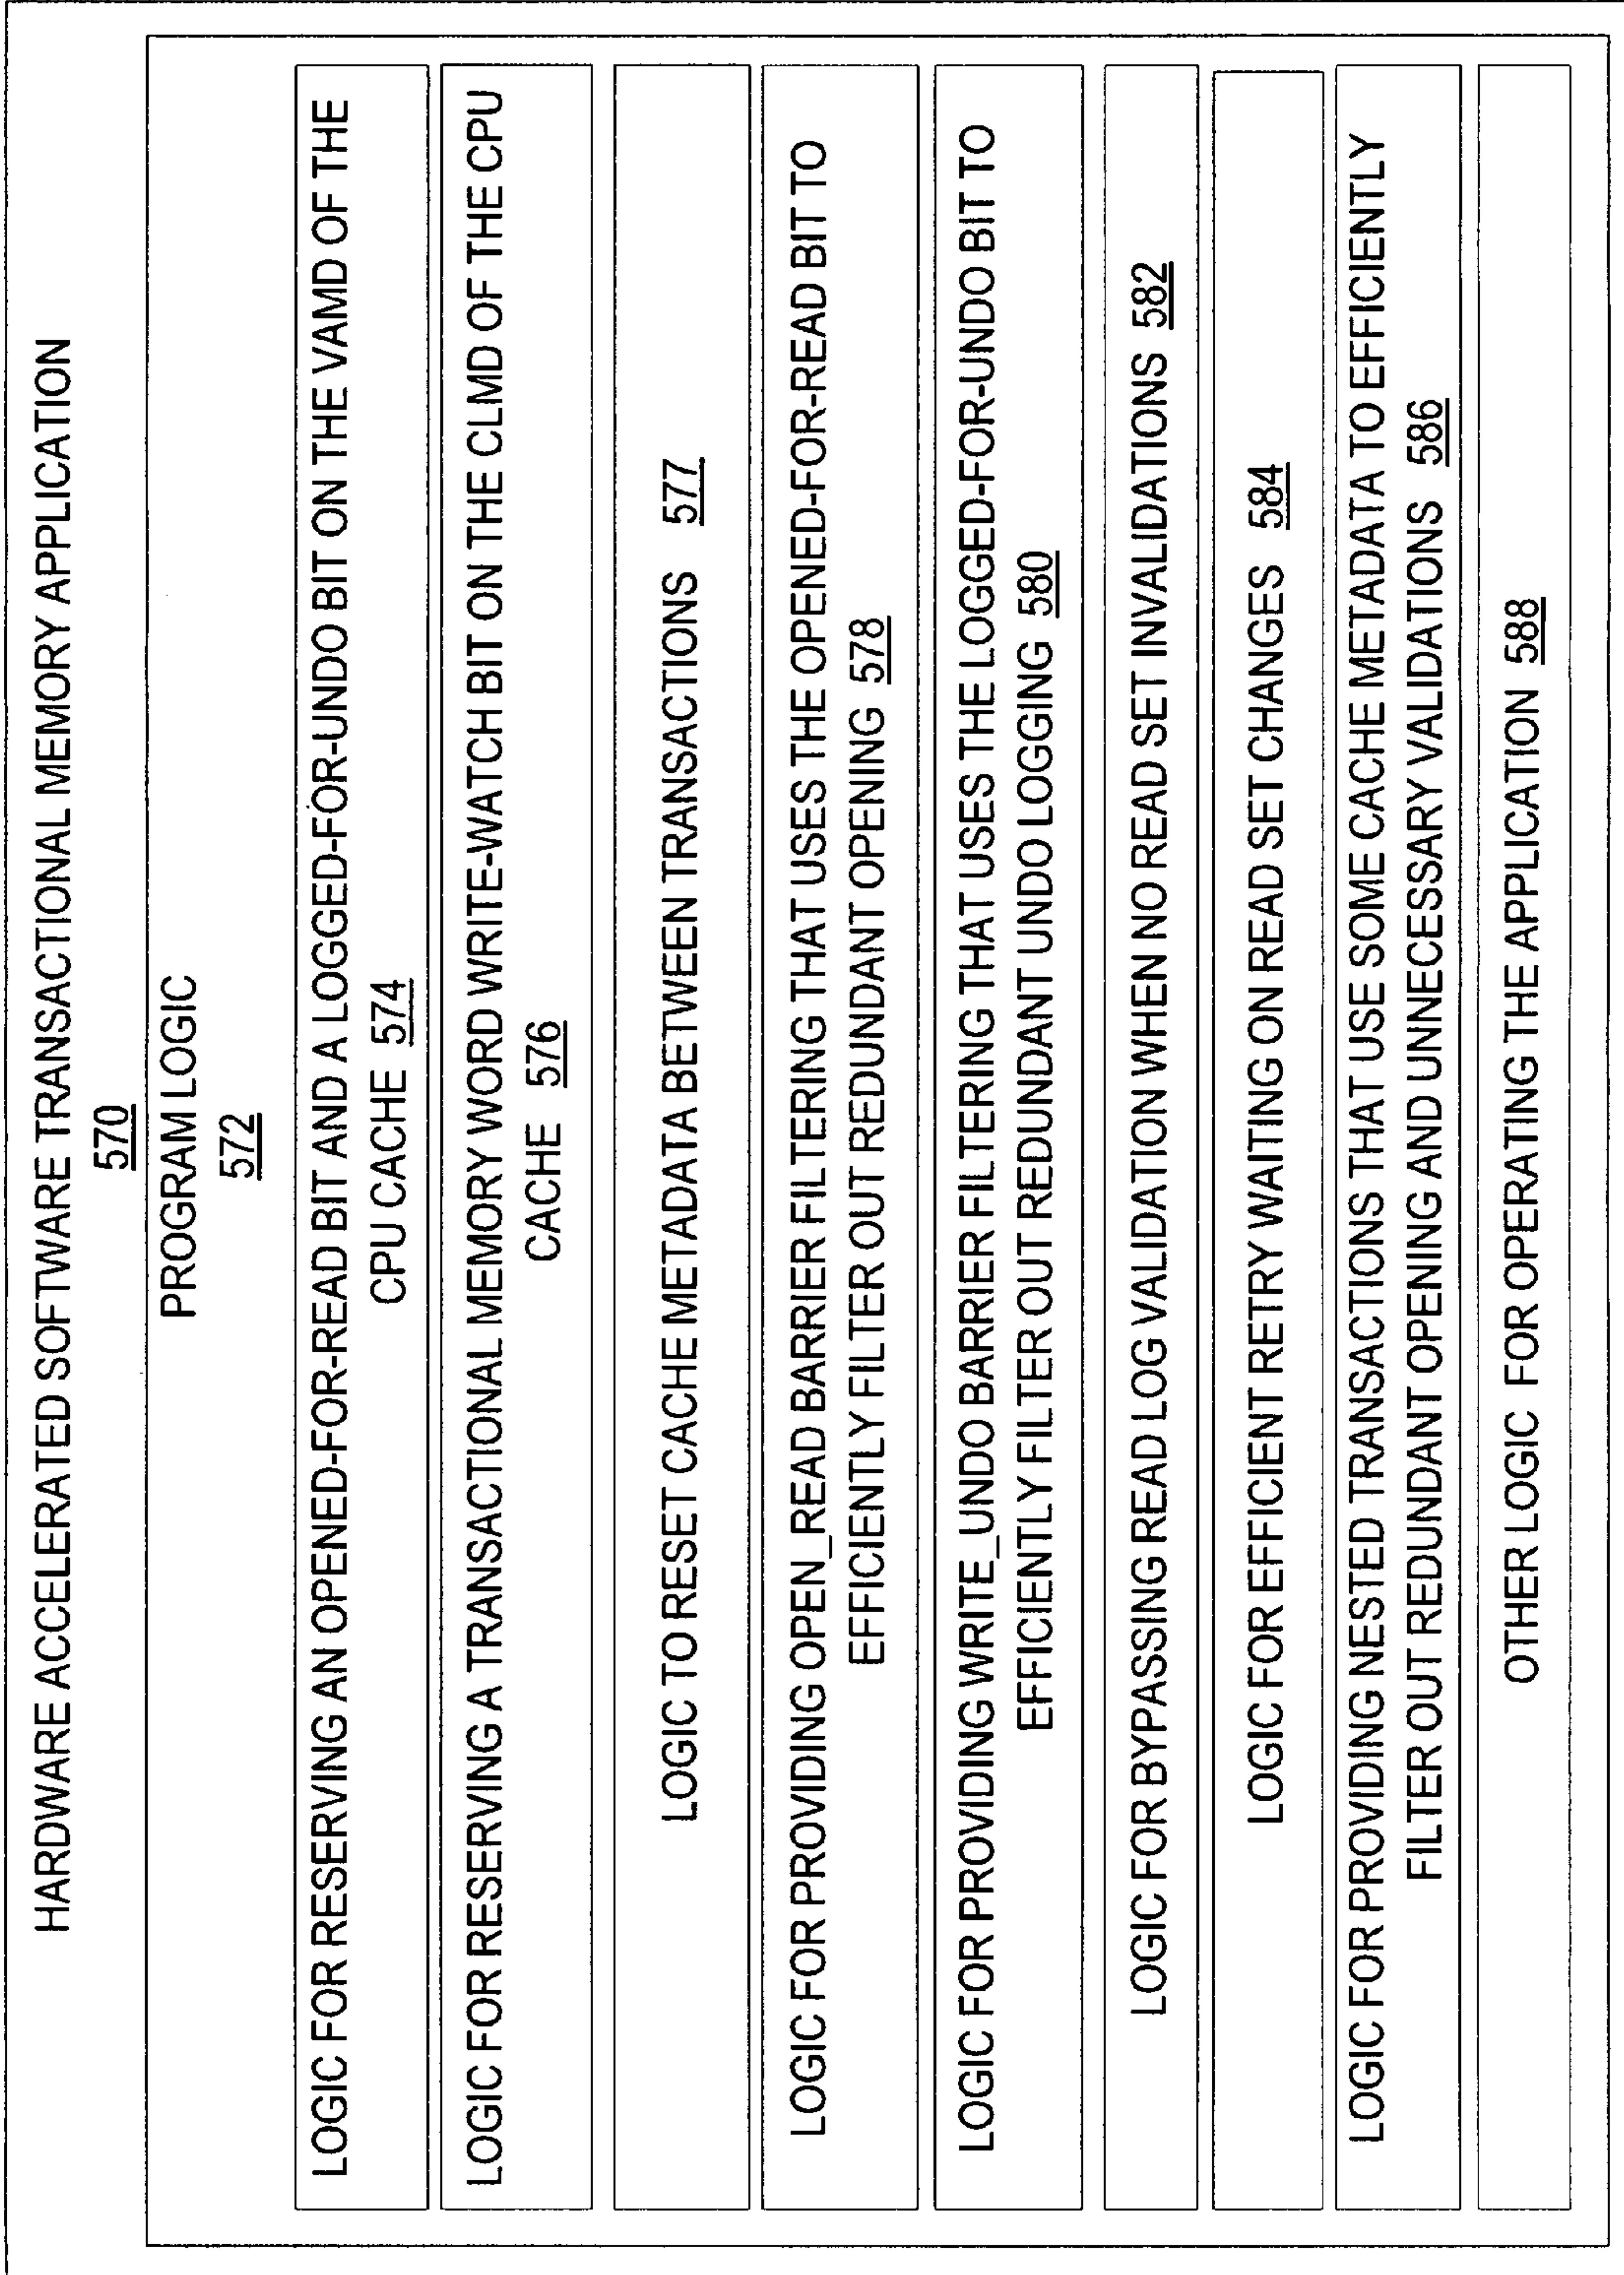 HARDWARE ACCELERATED SOFTWARE TRANSACTIONAL MEMORY APPLICATION
570
PROGRAM LOGIC
572
LOGIC FOR RESERVING AN OPENED-FOR-READ BIT AND A LOGGED-FOR-UNDO BIT ON THE VAMD OF THE
CPU CACHE 574
LOGIC FOR RESERVING A TRANSACTIONAL MEMORY WORD WRITE-WATCH BIT ON THE CLMD OF THE CPU
CACHE 576
LOGIC TO RESET CACHE METADATA BETWEEN TRANSACTIONS 577
LOGIC FOR PROVIDING OPEN_READ BARRIER FILTERING THAT USES THE OPENED-FOR-READ BIT TO
EFFICIENTLY FILTER OUT REDUNDANT OPENING 578
LOGIC FOR PROVIDING WRITE_UNDO BARRIER FILTERING THAT USES THE LOGGED-FOR-UNDO BIT TO
EFFICIENTLY FILTER OUT REDUNDANT UNDO LOGGING 580
LOGIC FOR BYPASSING READ LOG VALIDATION WHEN NO READ SET INVALIDATIONS 582
LOGIC FOR EFFICIENT RETRY WAITING ON READ SET CHANGES 584
LOGIC FOR PROVIDING NESTED TRANSACTIONS THAT USE SOME CACHE METADATA TO EFFICIENTLY
FILTER OUT REDUNDANT OPENING AND UNNECESSARY VALIDATIONS 586
OTHER LOGIC FOR OPERATING THE APPLICATION 588